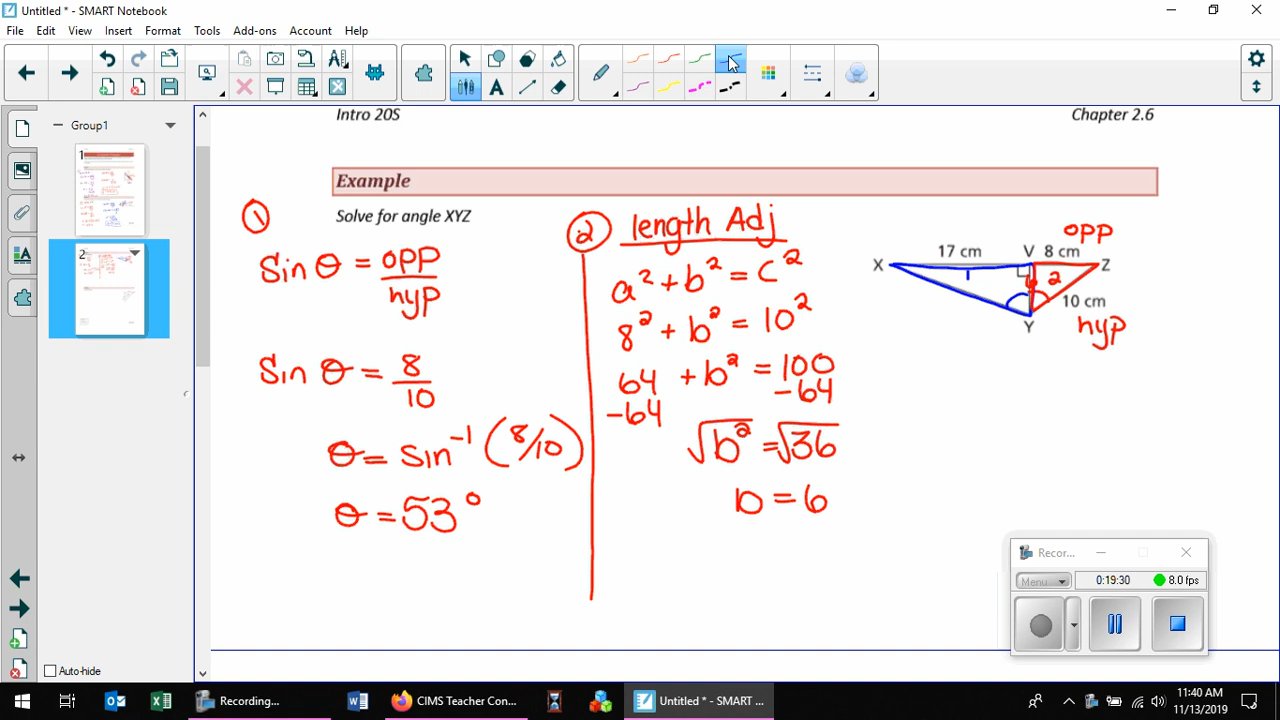 Untitled * - SMART Notebook
File Edit View Insert Format Tools Add-ons Account Help
Group1
1
2
Auto-hide
Intro 20S
Chapter 2.6
Example
Solve for angle XYZ
①
Sin θ = opp/hyp
Sin θ = 8/10
θ = sin⁻¹ (8/10)
θ = 53°
② length Adj
a² + b² = c²
8² + b² = 10²
64 + b² = 100
-64 -64
√b² = √36
b = 6
opp
17 cm V 8 cm
X Z
1 6 2
10 cm
Y hyp
Recor...
Menu 0:19:30 8.0 fps
Recording...
CIMS Teacher Con...
Untitled * - SMART ...
11:40 AM
11/13/2019